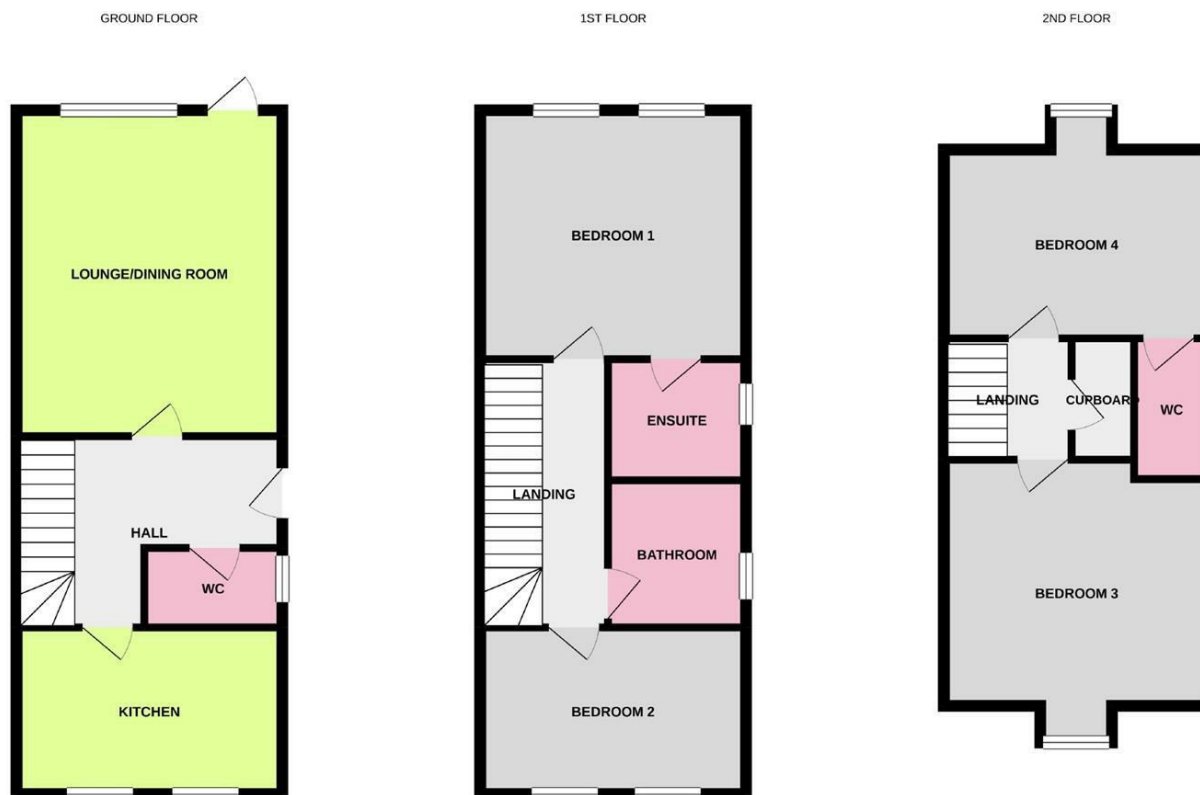 GROUND FLOOR
1ST FLOOR
2ND FLOOR
LOUNGE/DINING ROOM
HALL
WC
KITCHEN
BEDROOM 1
ENSUITE
LANDING
BATHROOM
BEDROOM 2
BEDROOM 4
LANDING
CUPBOARD
WC
BEDROOM 3